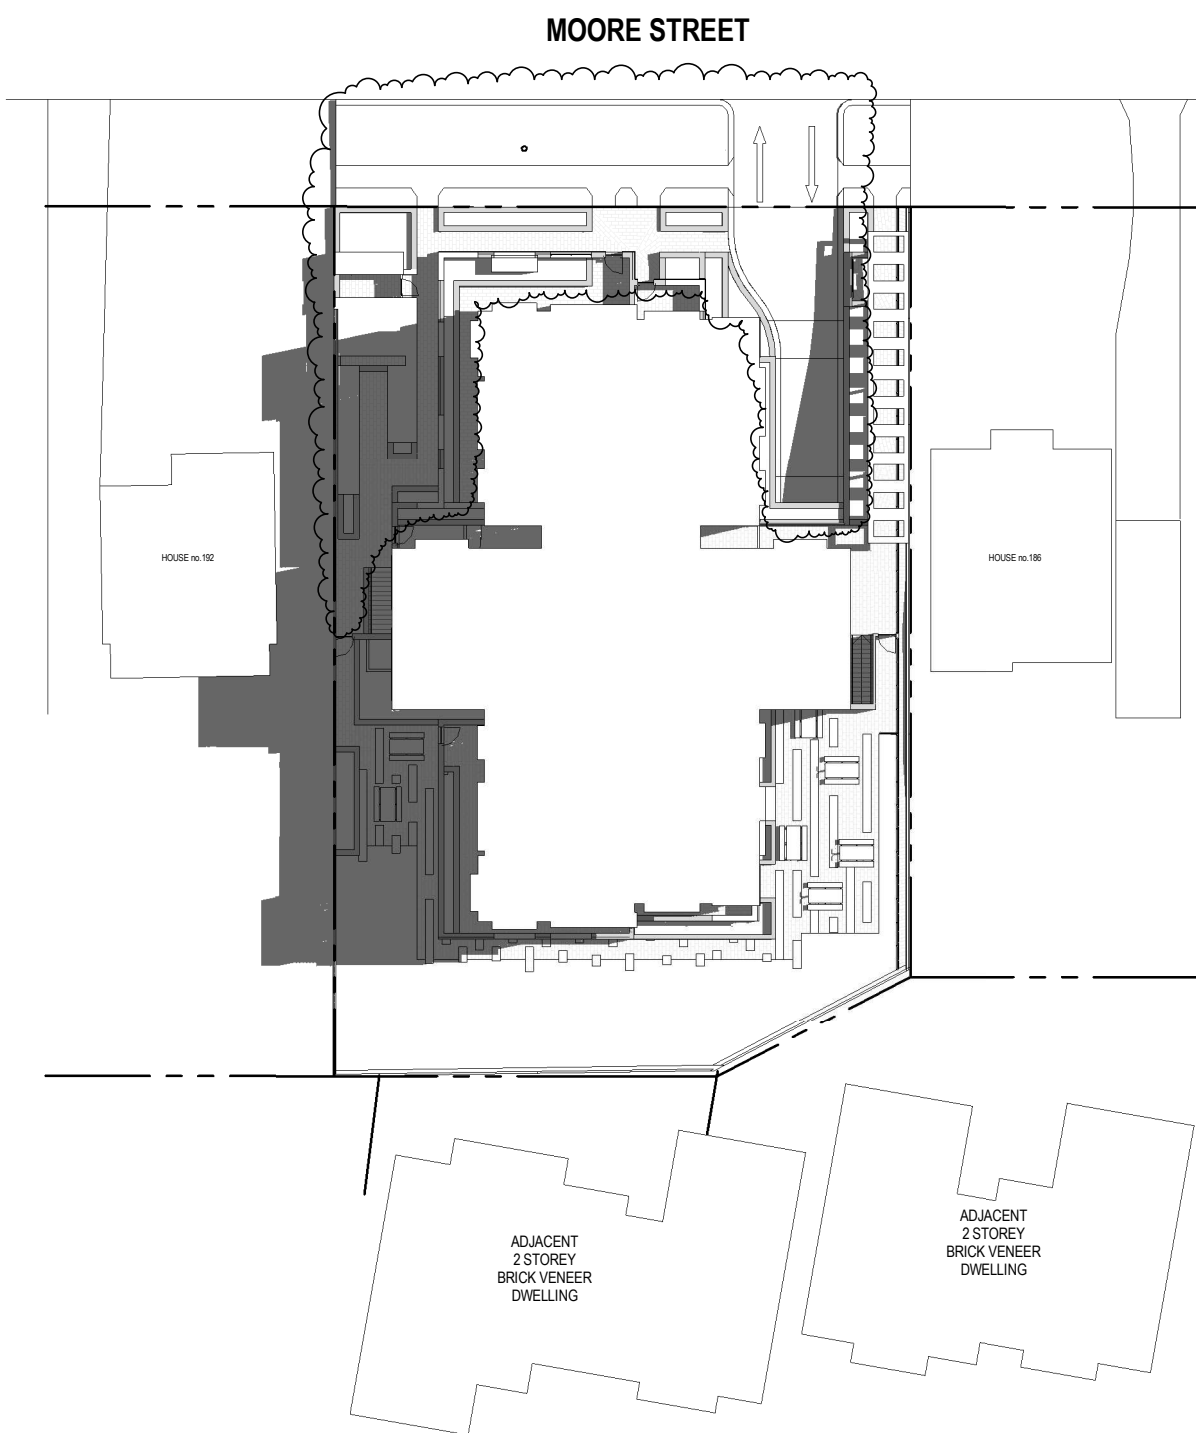 MOORE STREET
HOUSE no.192
HOUSE no.186
ADJACENT
2 STOREY
BRICK VENEER
DWELLING
ADJACENT
2 STOREY
BRICK VENEER
DWELLING